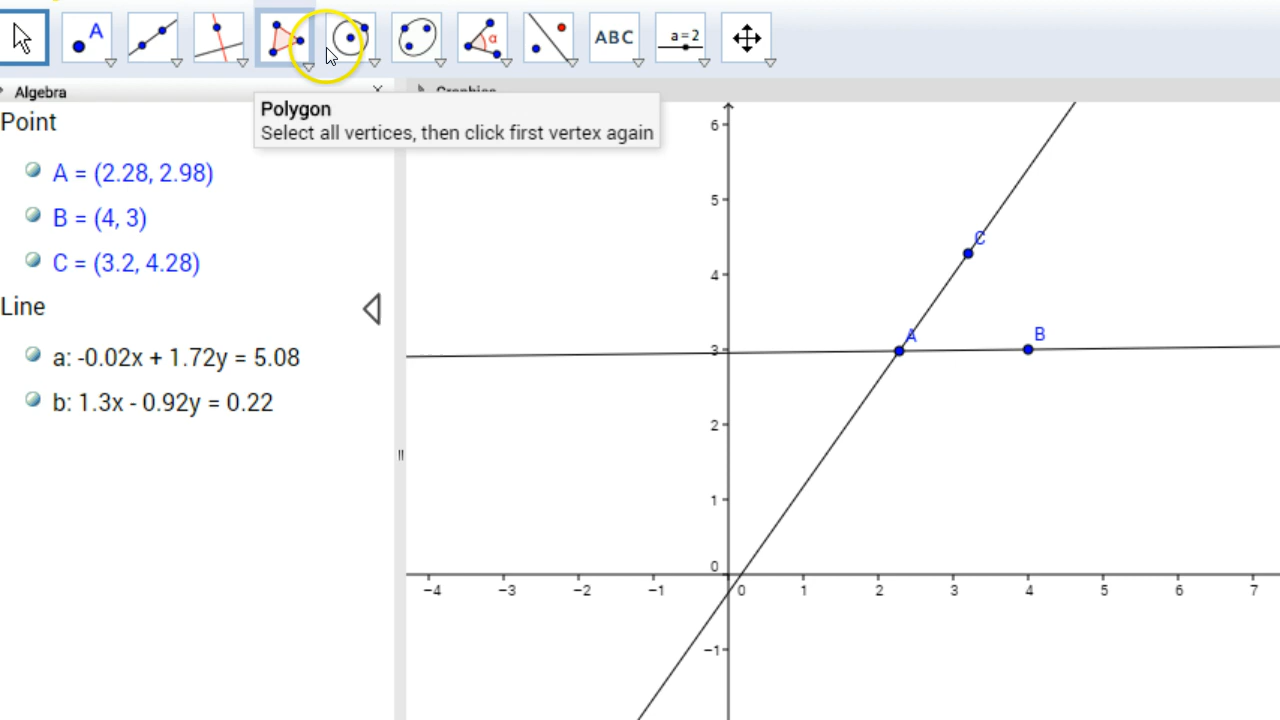 A
α
ABC
a=2
Algebra
Graphics
Polygon
Select all vertices, then click first vertex again
Point
A = (2.28, 2.98)
B = (4, 3)
C = (3.2, 4.28)
Line
a: -0.02x + 1.72y = 5.08
b: 1.3x - 0.92y = 0.22
6
5
C
4
A
B
3
2
1
0
−4 −3 −2 −1 0 1 2 3 4 5 6 7
−1